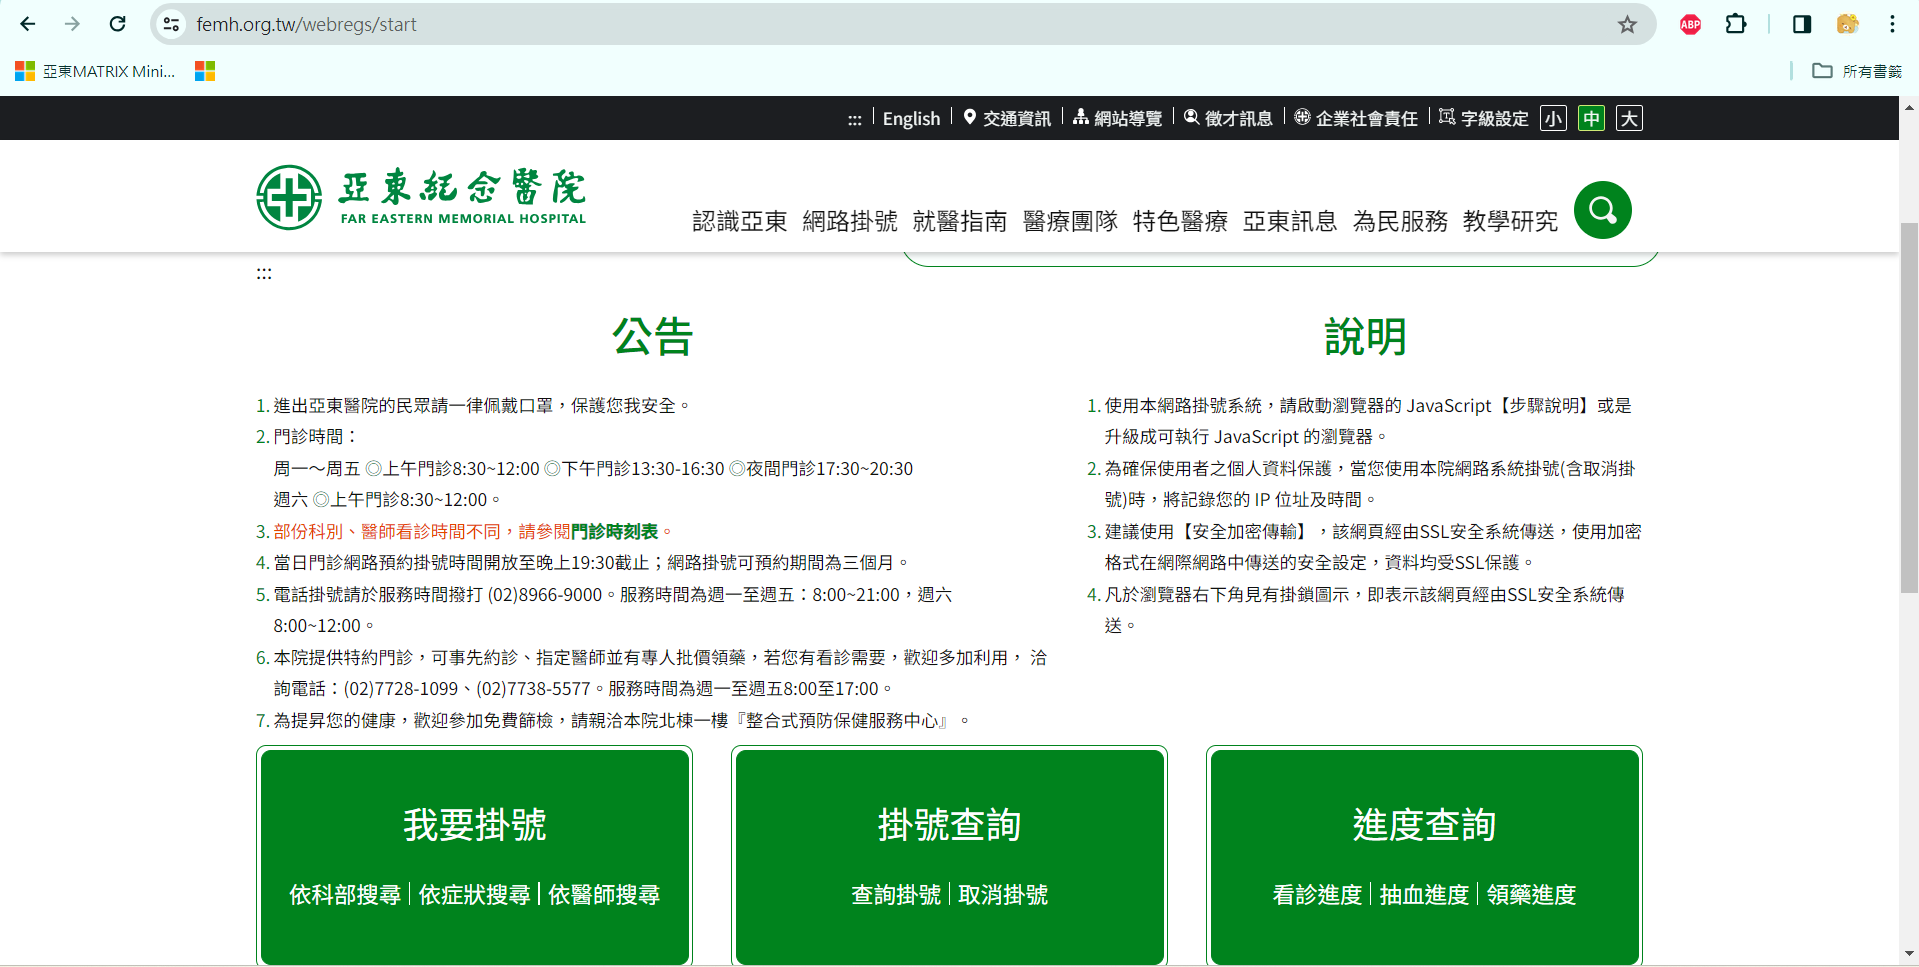 femh.org.tw/webregs/start
ABP
亞東MATRIX Mini...
所有書籤
:::
English
交通資訊
網站導覽
徵才訊息
企業社會責任
字級設定
小
中
大
亞東紀念醫院
FAR EASTERN MEMORIAL HOSPITAL
認識亞東 網路掛號 就醫指南 醫療團隊 特色醫療 亞東訊息 為民服務 教學研究
:::
公告
1. 進出亞東醫院的民眾請一律佩戴口罩，保護您我安全。
2. 門診時間：
周一～周五 ◎上午門診8:30~12:00 ◎下午門診13:30-16:30 ◎夜間門診17:30~20:30
週六 ◎上午門診8:30~12:00。
3. 部份科別、醫師看診時間不同，請參閱門診時刻表。
4. 當日門診網路預約掛號時間開放至晚上19:30截止；網路掛號可預約期間為三個月。
5. 電話掛號請於服務時間撥打 (02)8966-9000。服務時間為週一至週五：8:00~21:00，週六
8:00~12:00。
6. 本院提供特約門診，可事先約診、指定醫師並有專人批價領藥，若您有看診需要，歡迎多加利用， 洽
詢電話：(02)7728-1099、(02)7738-5577。服務時間為週一至週五8:00至17:00。
7. 為提昇您的健康，歡迎參加免費篩檢，請親洽本院北棟一樓『整合式預防保健服務中心』。
說明
1. 使用本網路掛號系統，請啟動瀏覽器的 JavaScript【步驟說明】或是
升級成可執行 JavaScript 的瀏覽器。
2. 為確保使用者之個人資料保護，當您使用本院網路系統掛號(含取消掛
號)時，將記錄您的 IP 位址及時間。
3. 建議使用【安全加密傳輸】，該網頁經由SSL安全系統傳送，使用加密
格式在網際網路中傳送的安全設定，資料均受SSL保護。
4. 凡於瀏覽器右下角見有掛鎖圖示，即表示該網頁經由SSL安全系統傳
送。
我要掛號
依科部搜尋 | 依症狀搜尋 | 依醫師搜尋
掛號查詢
查詢掛號 | 取消掛號
進度查詢
看診進度 | 抽血進度 | 領藥進度